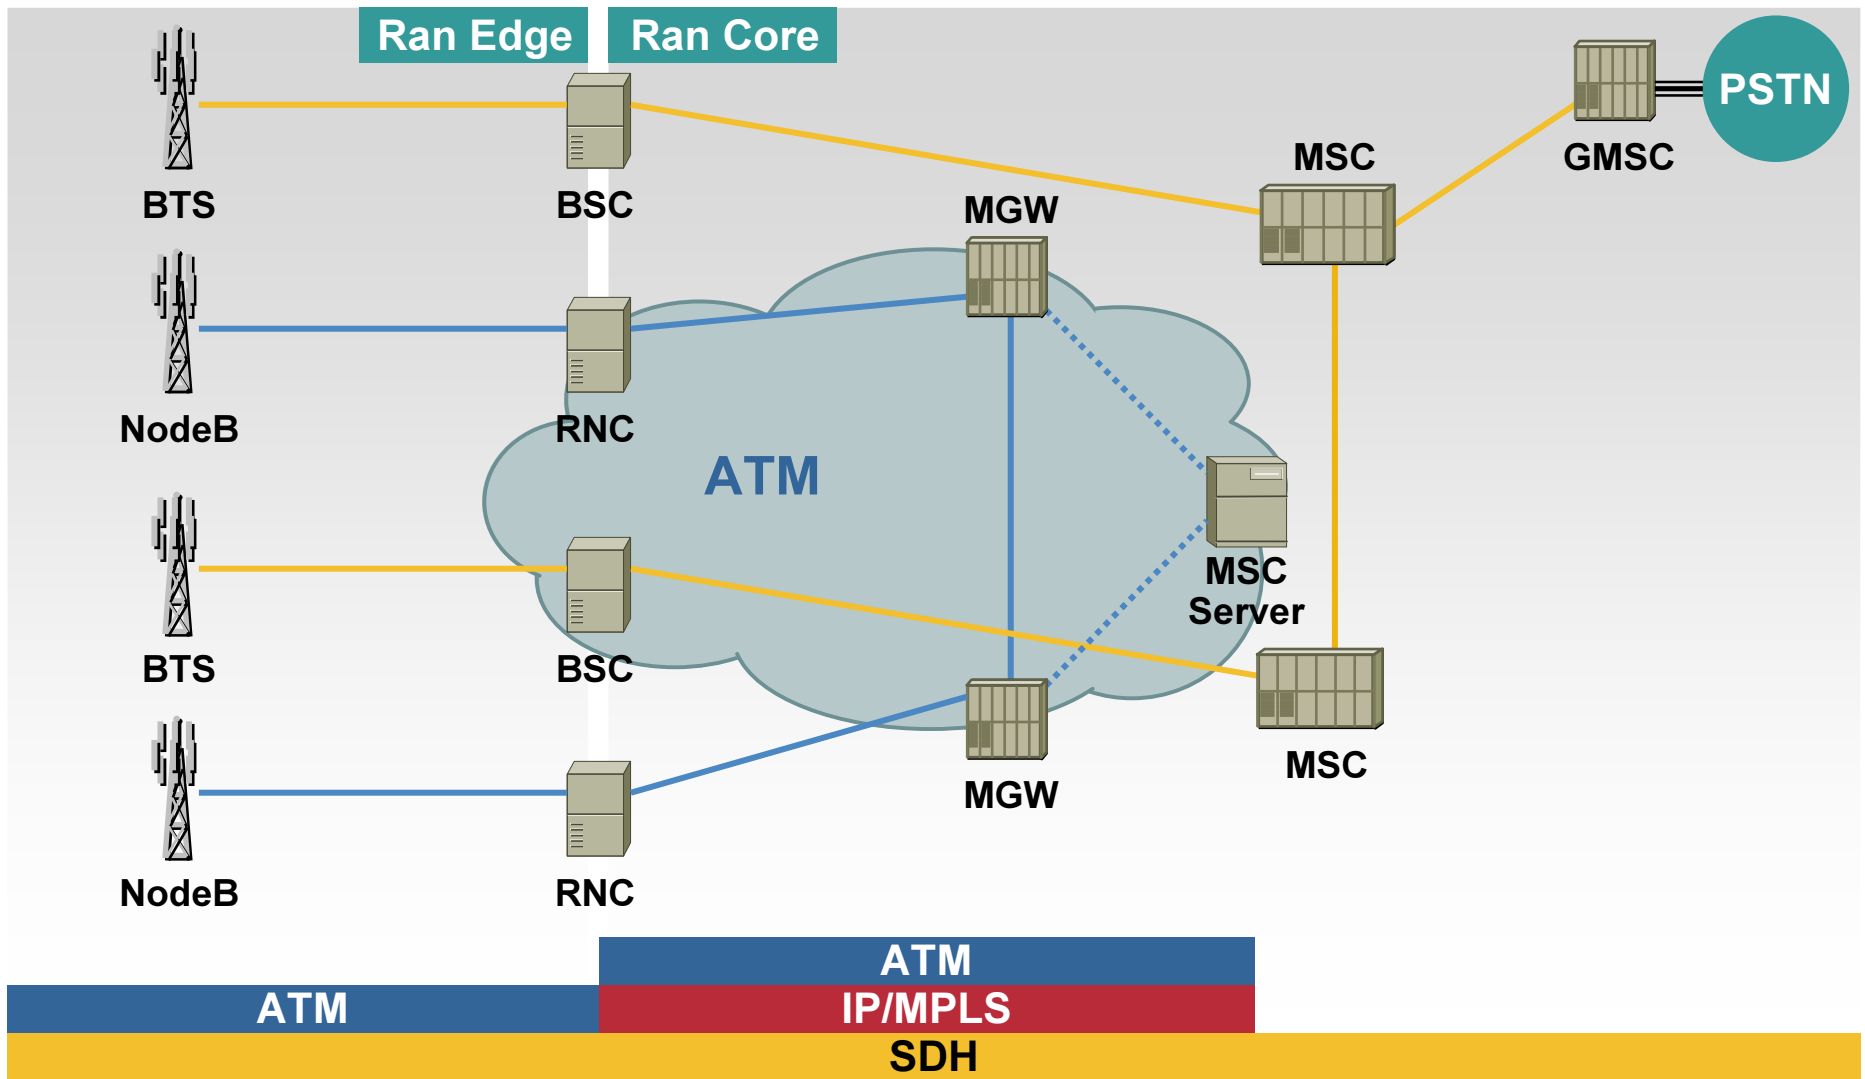 Ran Edge
Ran Core
PSTN
MSC
GMSC
BTS
BSC
MGW
NodeB
RNC
ATM
MSC
Server
BTS
BSC
MSC
MGW
NodeB
RNC
ATM
ATM
IP/MPLS
SDH